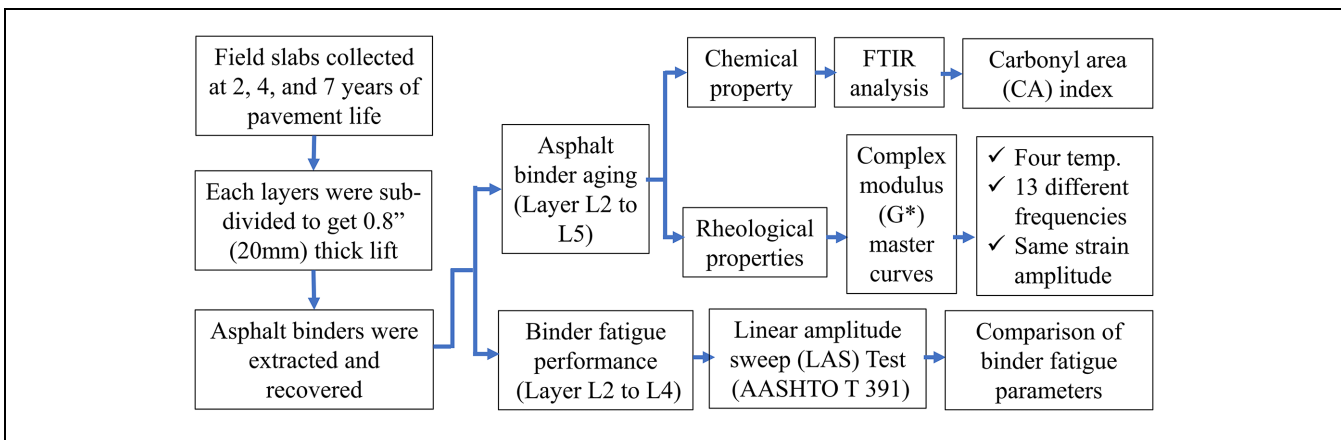 Field slabs collected
at 2, 4, and 7 years of
pavement life
Each layers were sub-
divided to get 0.8”
(20mm) thick lift
Asphalt binders were
extracted and
recovered
Asphalt
binder aging
(Layer L2 to
L5)
Chemical
property
FTIR
analysis
Carbonyl area
(CA) index
Rheological
properties
Complex
modulus
(G*)
master
curves
✓ Four temp.
✓ 13 different
frequencies
✓ Same strain
amplitude
Binder fatigue
performance
(Layer L2 to L4)
Linear amplitude
sweep (LAS) Test
(AASHTO T 391)
Comparison of
binder fatigue
parameters